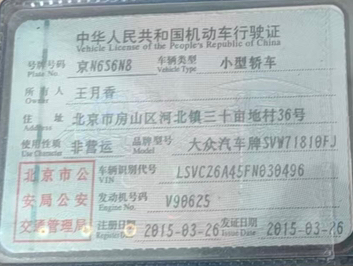 中华人民共和国机动车行驶证
Vehicle License of the People's Republic of China
号牌号码 京N6S6N8 车辆类型 小型轿车
Plate No. Vehicle Type
所有人 王月香
Owner
住址 北京市房山区河北镇三十亩地村36号
Address
使用性质 非营运 品牌型号 大众汽车牌SVW71810FJ
Use Character Model
北京市公 车辆识别代号 LSVCZ6A45FN030496
VIN
安局公安 发动机号码 V90625
Engine No.
交通管理局 注册日期 2015-03-26 发证日期 2015-03-26
Issue Date